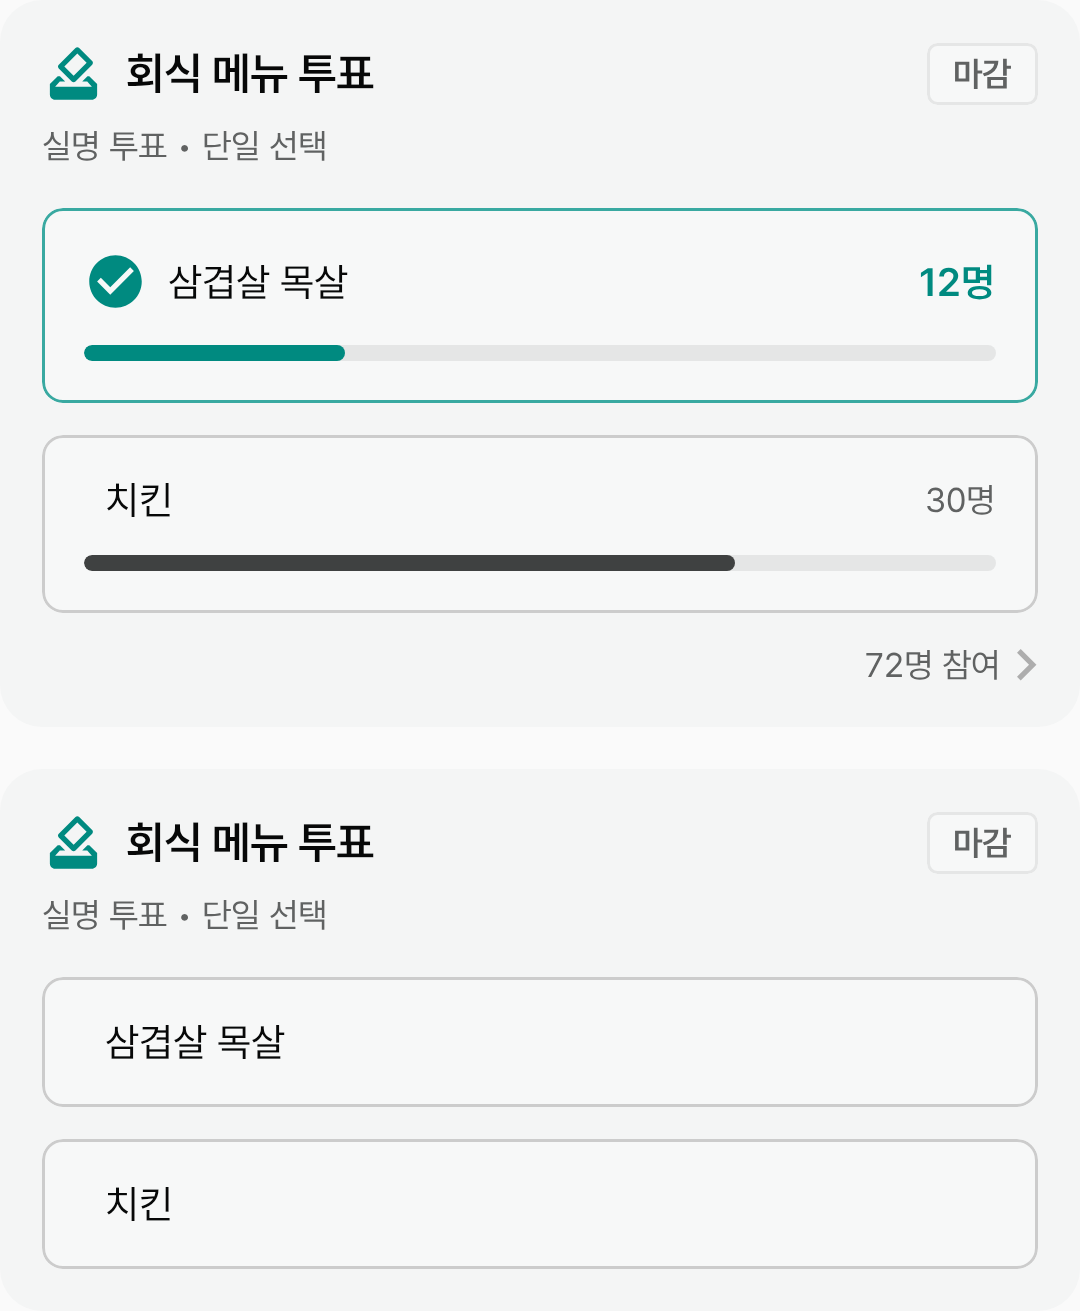 회식 메뉴 투표
마감
실명 투표 • 단일 선택
삼겹살 목살
12명
치킨
30명
72명 참여
회식 메뉴 투표
마감
실명 투표 • 단일 선택
삼겹살 목살
치킨